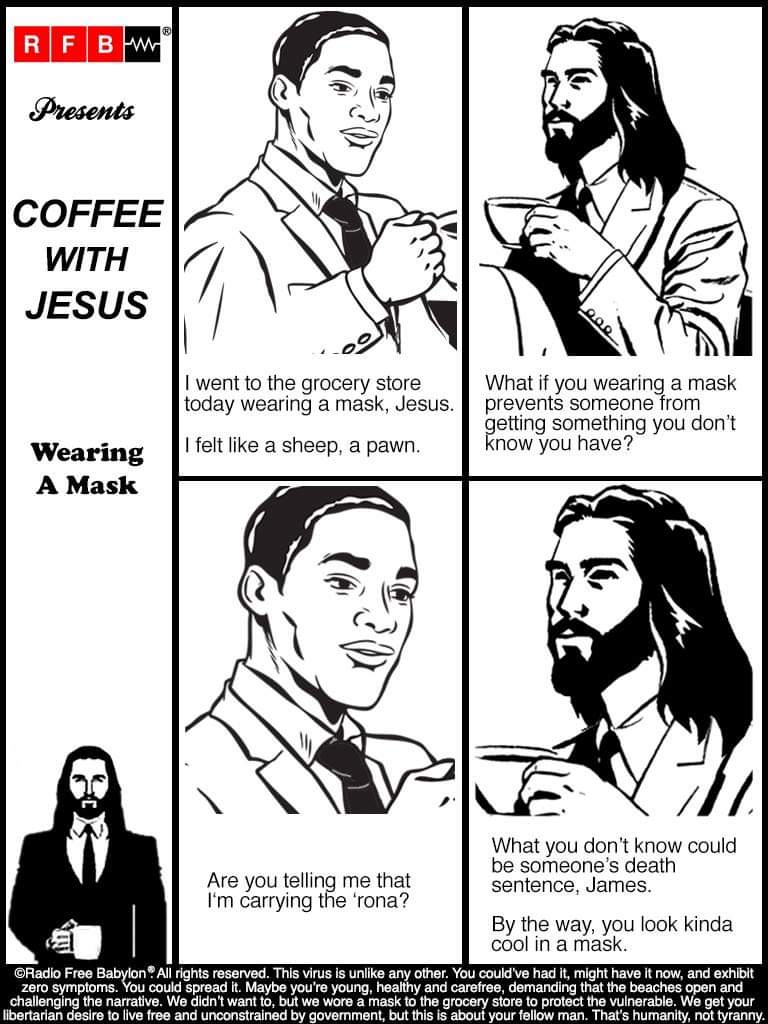 RFB®
Presents
COFFEE
WITH
JESUS
Wearing
A Mask
I went to the grocery store
today wearing a mask, Jesus.
I felt like a sheep, a pawn.
What if you wearing a mask
prevents someone from
getting something you don't
know you have?
Are you telling me that
I'm carrying the ‘rona?
What you don't know could
be someone's death
sentence, James.
By the way, you look kinda
cool in a mask.
©Radio Free Babylon® All rights reserved. This virus is unlike any other. You could've had it, might have it now, and exhibit
zero symptoms. You could spread it. Maybe you're young, healthy and carefree, demanding that the beaches open and
challenging the narrative. We didn't want to, but we wore a mask to the grocery store to protect the vulnerable. We get your
libertarian desire to live free and unconstrained by government, but this is about your fellow man. That's humanity, not tyranny.